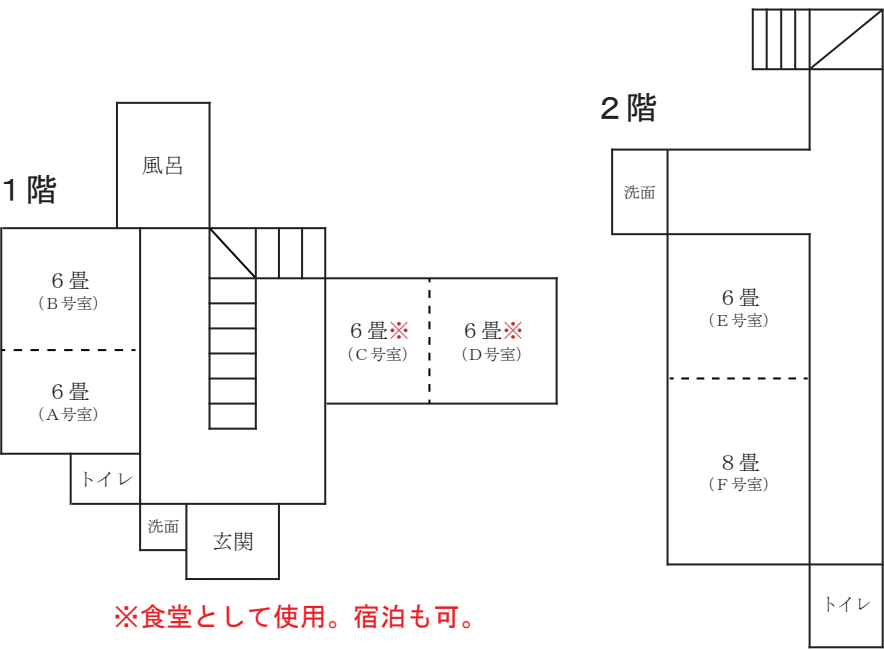 1階
風呂
6畳
(B号室)
6畳
(A号室)
トイレ
洗面
玄関
6畳※
(C号室)
6畳※
(D号室)
※食堂として使用。宿泊も可。
2階
洗面
6畳
(E号室)
8畳
(F号室)
トイレ